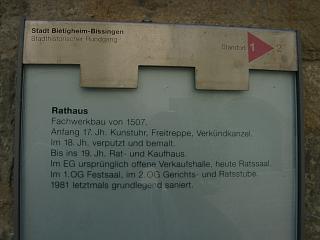 Stadt Bietigheim-Bissingen
Stadthistorischer Rundgang
Standort 1 2
Rathaus
Fachwerkbau von 1507.
Anfang 17. Jh. Kunstuhr, Freitreppe, Verkündkanzel.
Im 18. Jh. verputzt und bemalt.
Bis ins 19. Jh. Rat- und Kaufhaus.
Im EG ursprünglich offene Verkaufshalle, heute Ratssaal.
Im 1.OG Festsaal, im 2.OG Gerichts- und Ratsstube.
1981 letztmals grundlegend saniert.